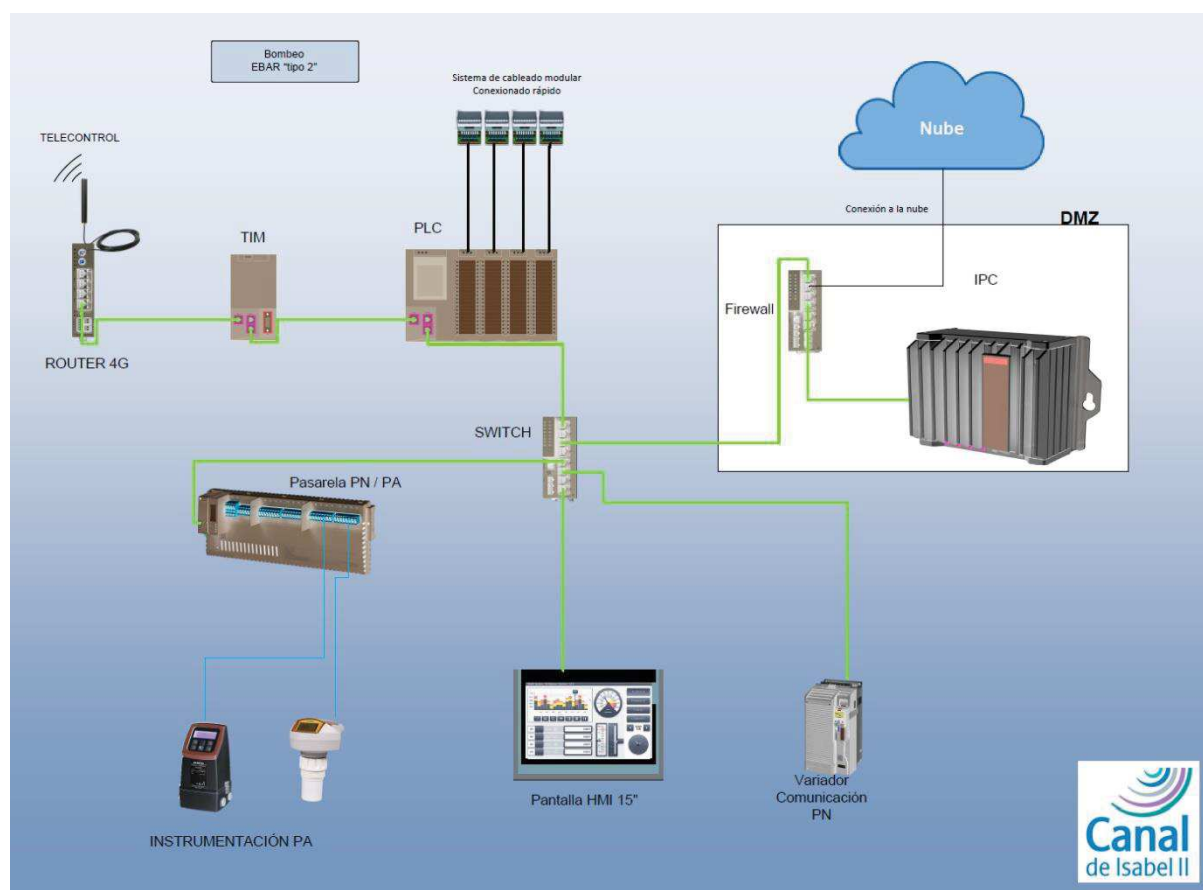 Bombeo
EBAR "tipo 2"
Sistema de cableado modular
Conexionado rápido
Nube
TELECONTROL
TIM
PLC
Conexión a la nube
DMZ
IPC
Firewall
ROUTER 4G
SWITCH
Pasarela PN / PA
Pantalla HMI 15"
Variador
Comunicación
PN
INSTRUMENTACIÓN PA
Canal
de Isabel II